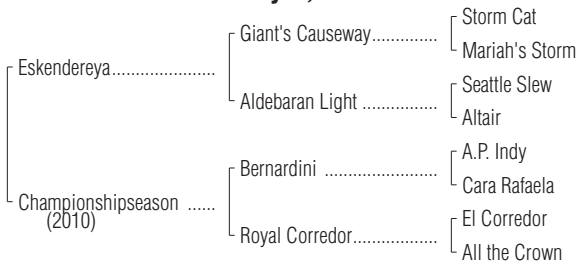 Storm Cat
Giant's Causeway...............
Mariah's Storm
Eskendereya......................
Seattle Slew
Aldebaran Light .................
Altair
A.P. Indy
Bernardini .........................
Cara Rafaela
Championshipseason ......
(2010)
El Corredor
Royal Corredor...................
All the Crown